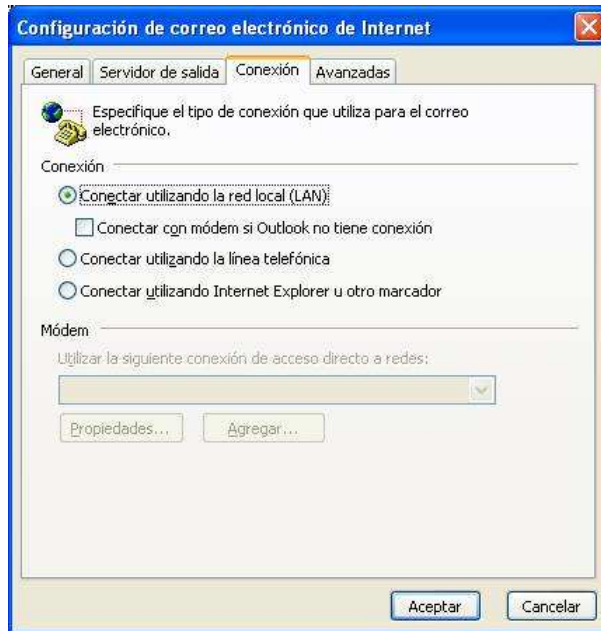 Configuración de correo electrónico de Internet
General
Servidor de salida
Conexión
Avanzadas
Especifique el tipo de conexión que utiliza para el correo
electrónico.
Conexión
Conectar utilizando la red local (LAN)
Conectar con módem si Outlook no tiene conexión
Conectar utilizando la línea telefónica
Conectar utilizando Internet Explorer u otro marcador
Módem
Utilizar la siguiente conexión de acceso directo a redes:
Propiedades...
Agregar...
Aceptar
Cancelar